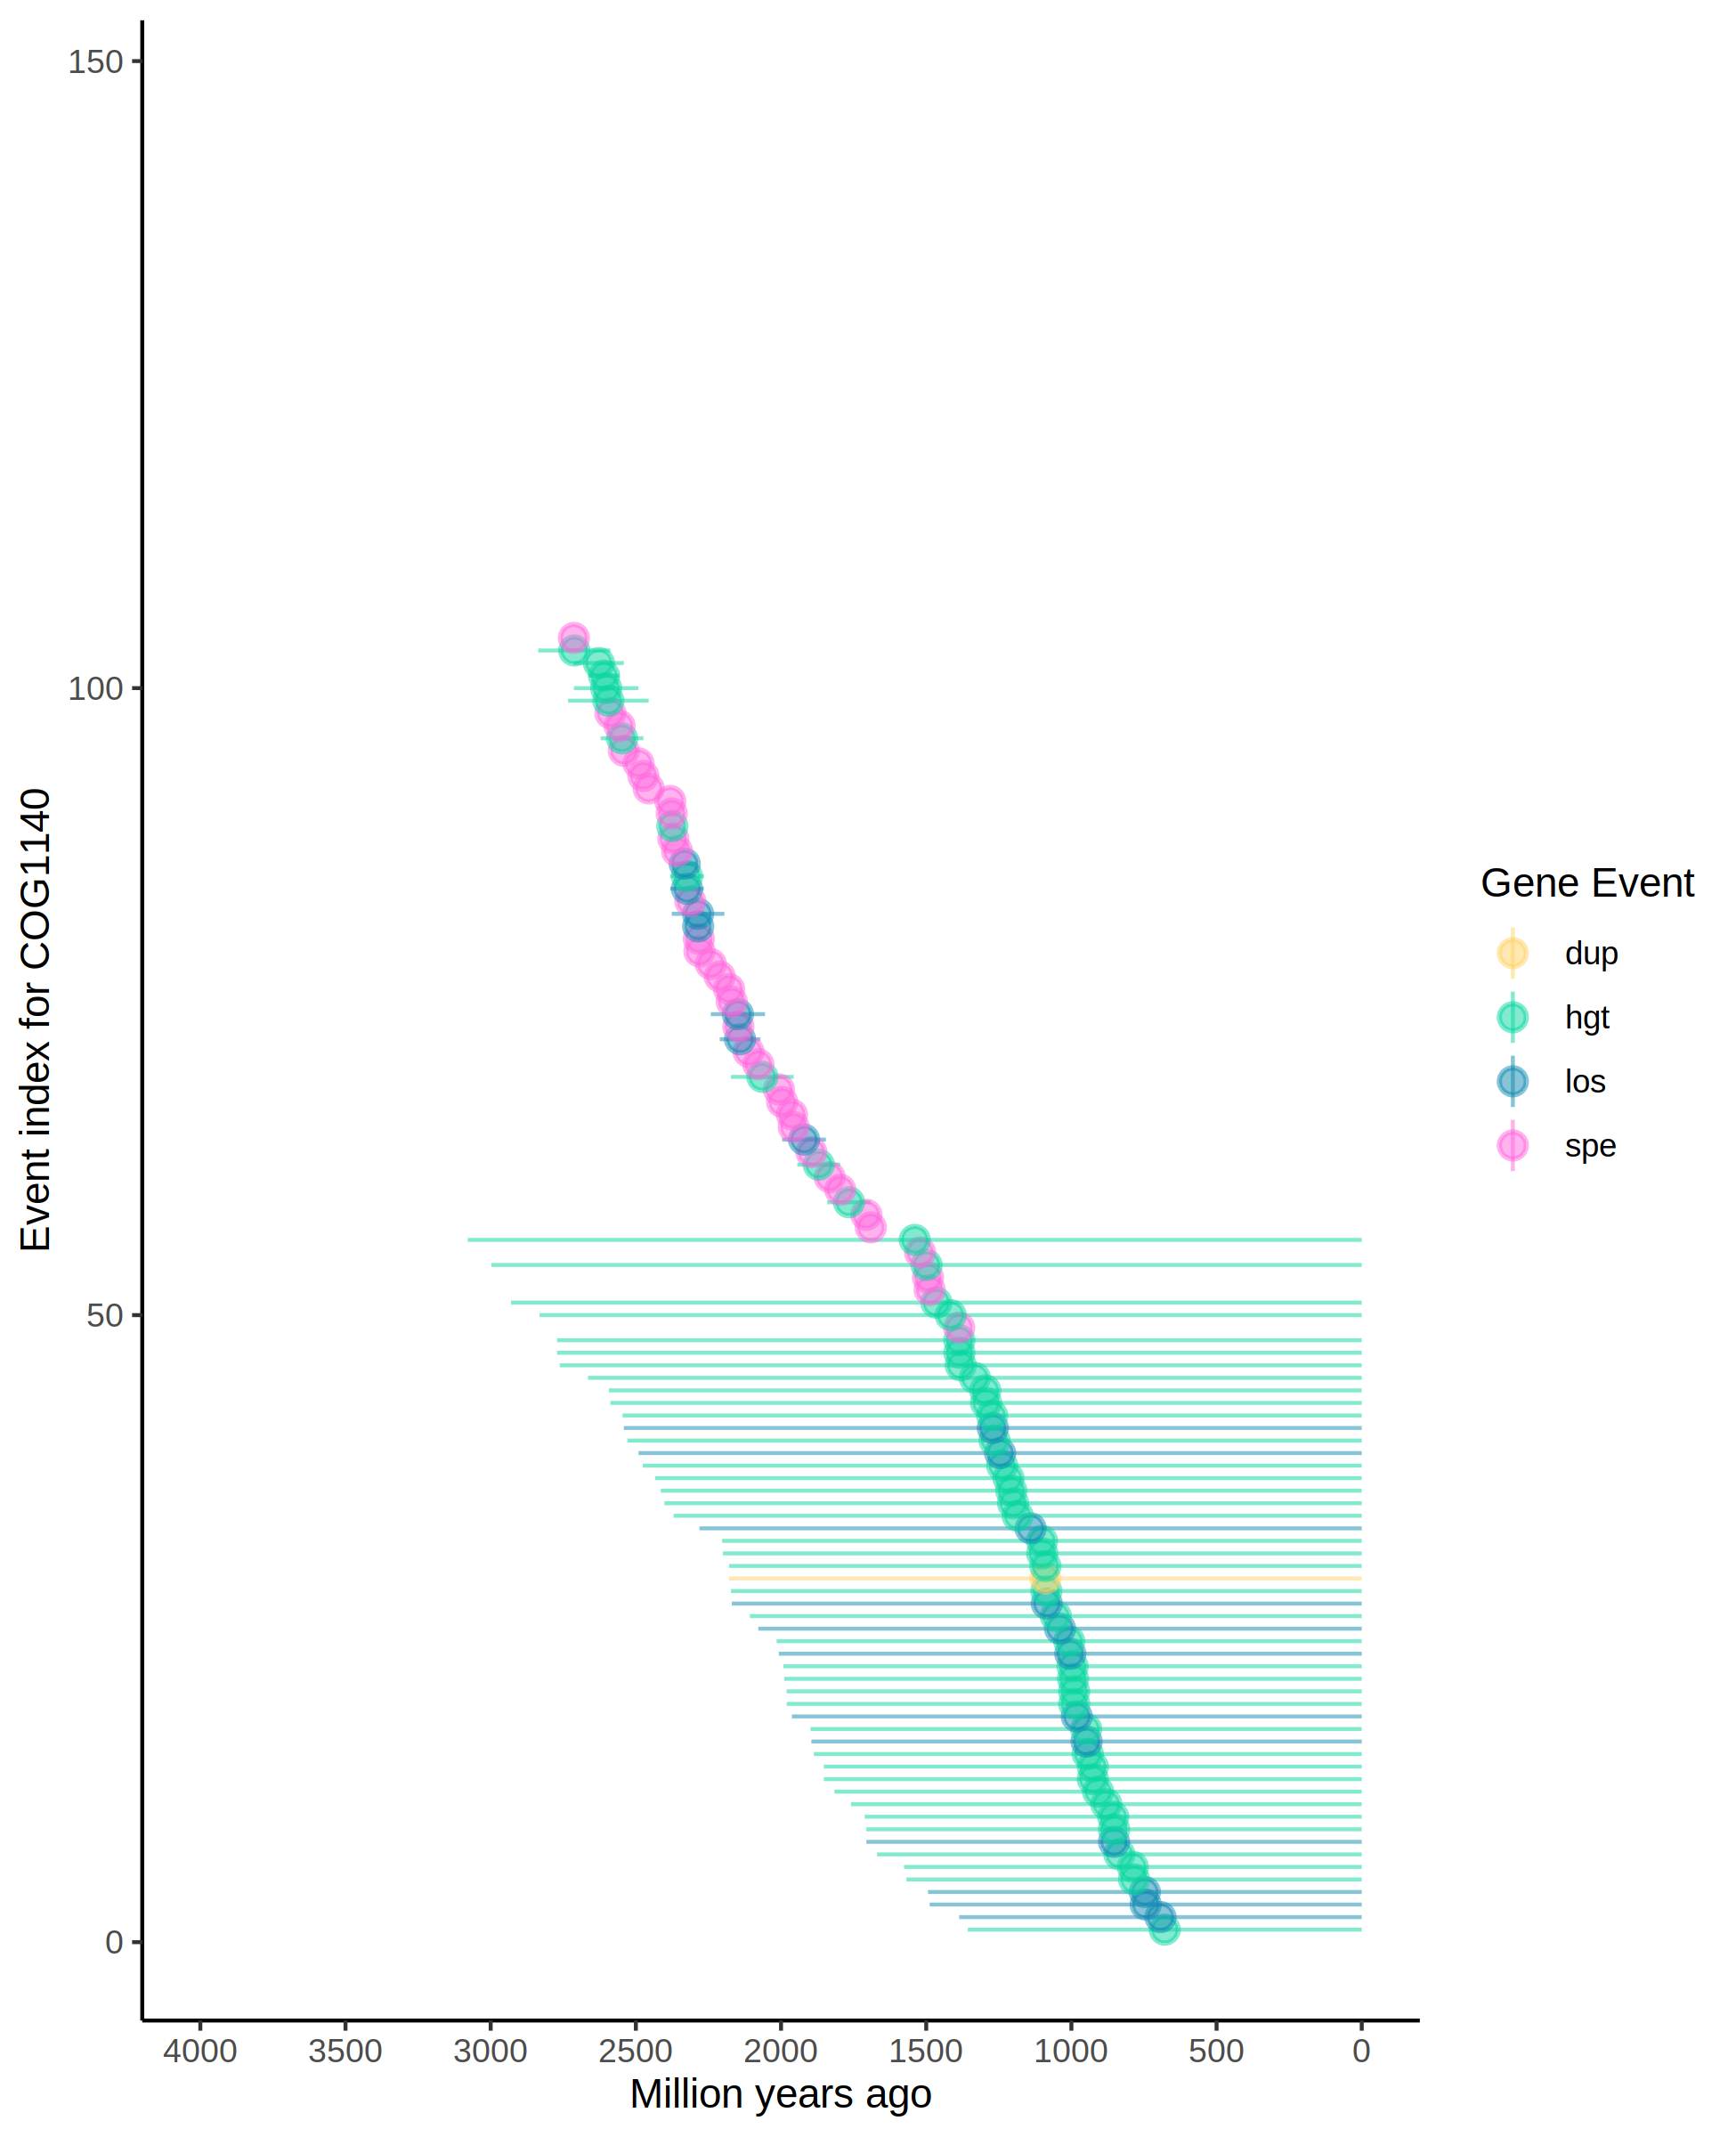 150
100
50
0
Event index for COG1140
4000 3500 3000 2500 2000 1500 1000 500 0
Million years ago
Gene Event
dup
hgt
los
spe